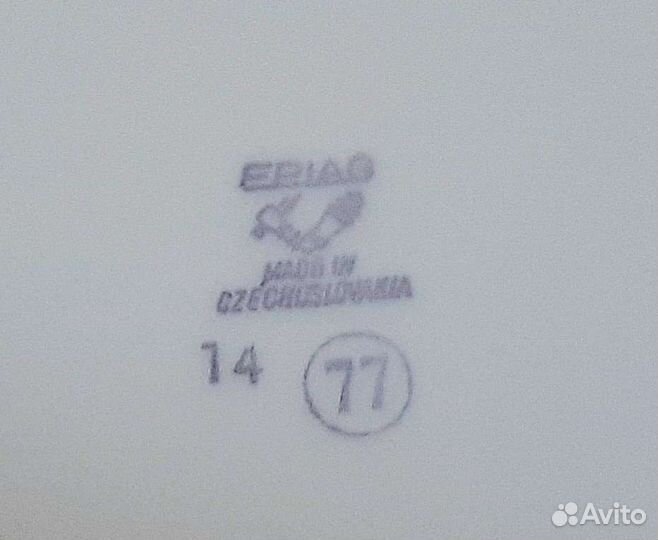 ERIAG
MADE IN
CZECHOSLOVAKIA
14 77
Avito